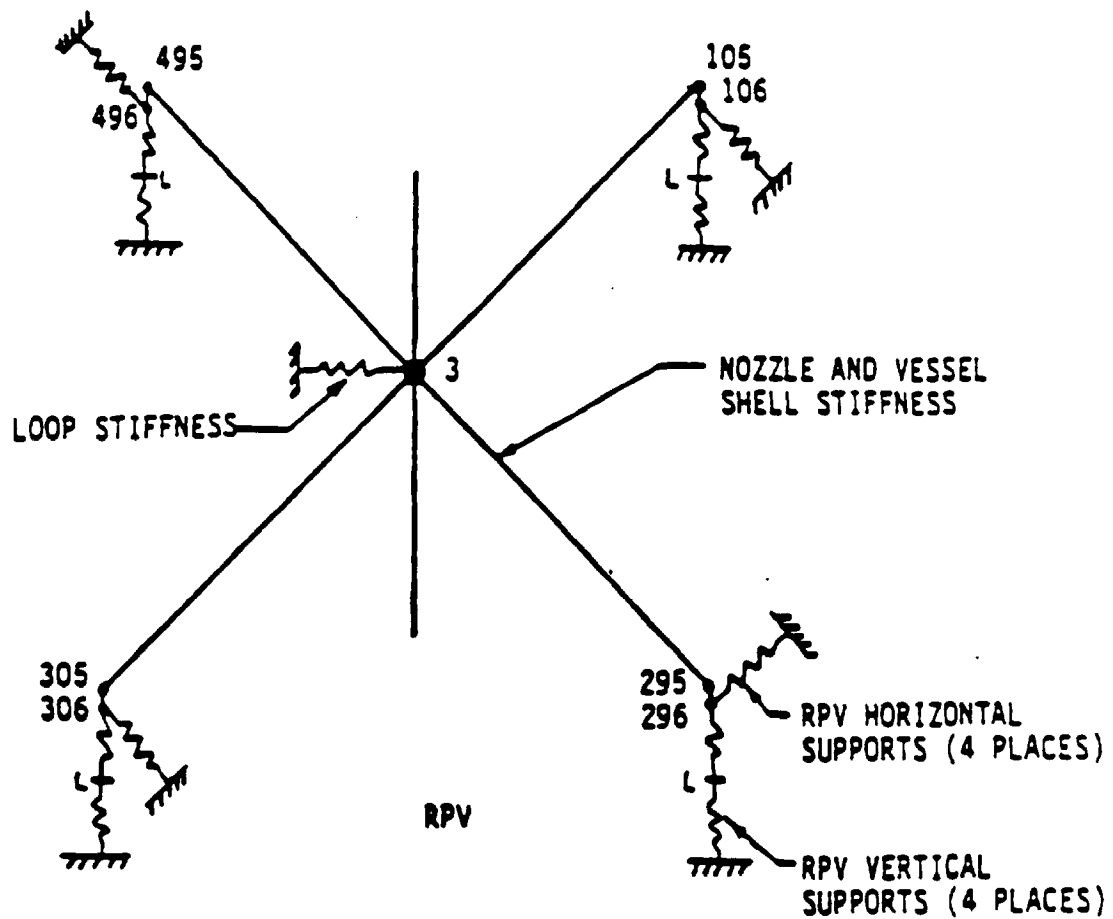 495
496
L
105
106
L
3
LOOP STIFFNESS
NOZZLE AND VESSEL
SHELL STIFFNESS
305
306
L
295
296
L
RPV HORIZONTAL
SUPPORTS (4 PLACES)
RPV
RPV VERTICAL
SUPPORTS (4 PLACES)